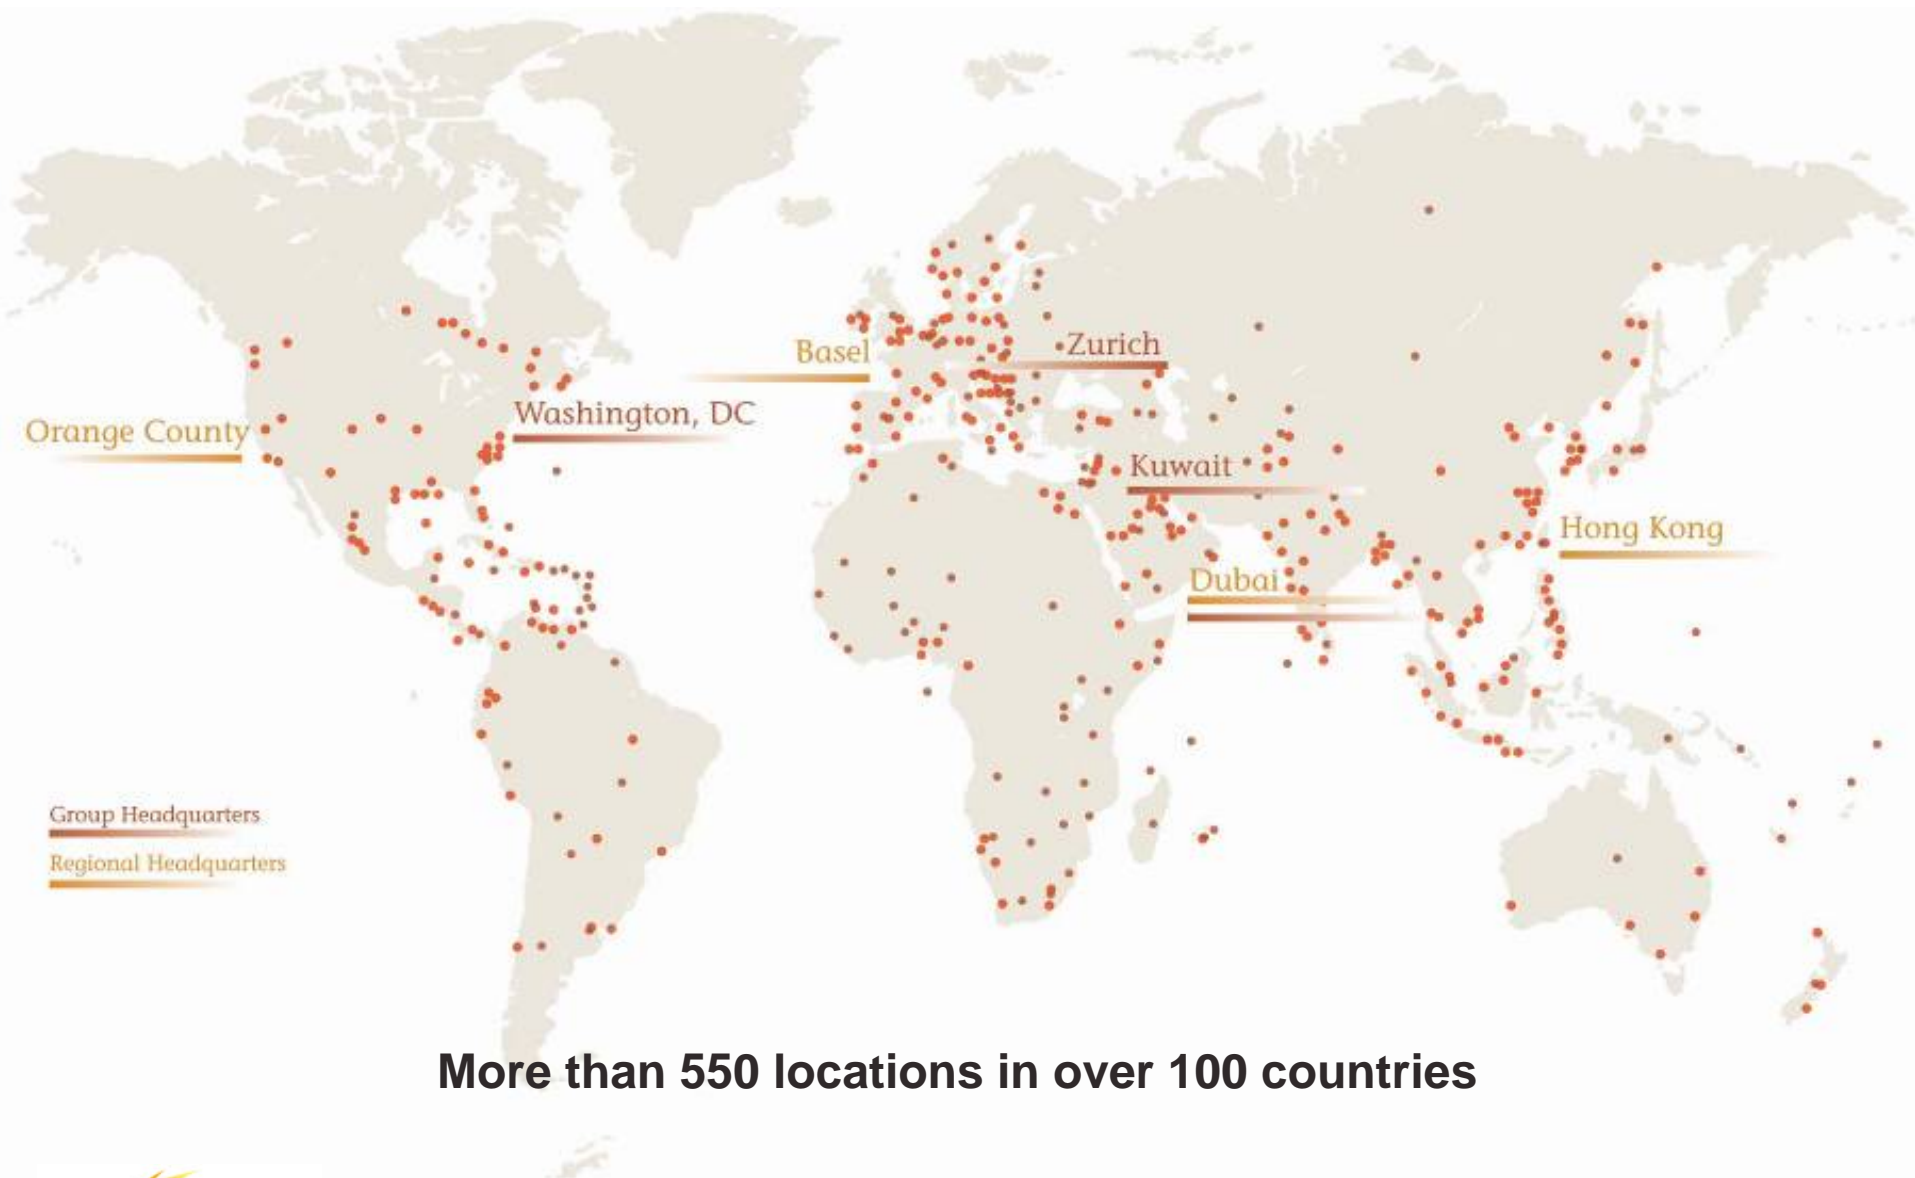 Zurich
Basel
Washington, DC
Orange County
Kuwait
Hong Kong
Dubai
Group Headquarters
Regional Headquarters
More than 550 locations in over 100 countries